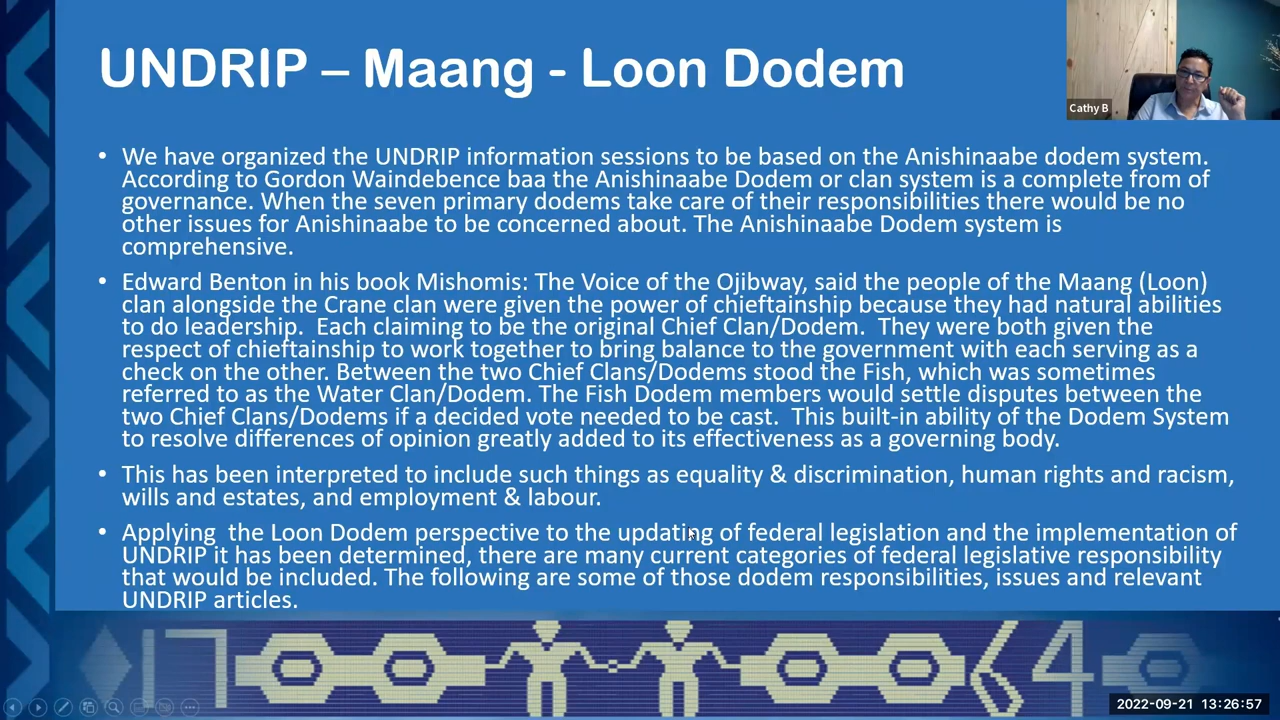 UNDRIP – Maang - Loon Dodem
Cathy B
• We have organized the UNDRIP information sessions to be based on the Anishinaabe dodem system.
According to Gordon Waindebence baa the Anishinaabe Dodem or clan system is a complete from of
governance. When the seven primary dodems take care of their responsibilities there would be no
other issues for Anishinaabe to be concerned about. The Anishinaabe Dodem system is
comprehensive.
• Edward Benton in his book Mishomis: The Voice of the Ojibway, said the people of the Maang (Loon)
clan alongside the Crane clan were given the power of chieftainship because they had natural abilities
to do leadership.  Each claiming to be the original Chief Clan/Dodem.  They were both given the
respect of chieftainship to work together to bring balance to the government with each serving as a
check on the other. Between the two Chief Clans/Dodems stood the Fish, which was sometimes
referred to as the Water Clan/Dodem. The Fish Dodem members would settle disputes between the
two Chief Clans/Dodems if a decided vote needed to be cast.  This built-in ability of the Dodem System
to resolve differences of opinion greatly added to its effectiveness as a governing body.
• This has been interpreted to include such things as equality & discrimination, human rights and racism,
wills and estates, and employment & labour.
• Applying  the Loon Dodem perspective to the updating of federal legislation and the implementation of
UNDRIP it has been determined, there are many current categories of federal legislative responsibility
that would be included. The following are some of those dodem responsibilities, issues and relevant
UNDRIP articles.
17
64
2022-09-21 13:26:57